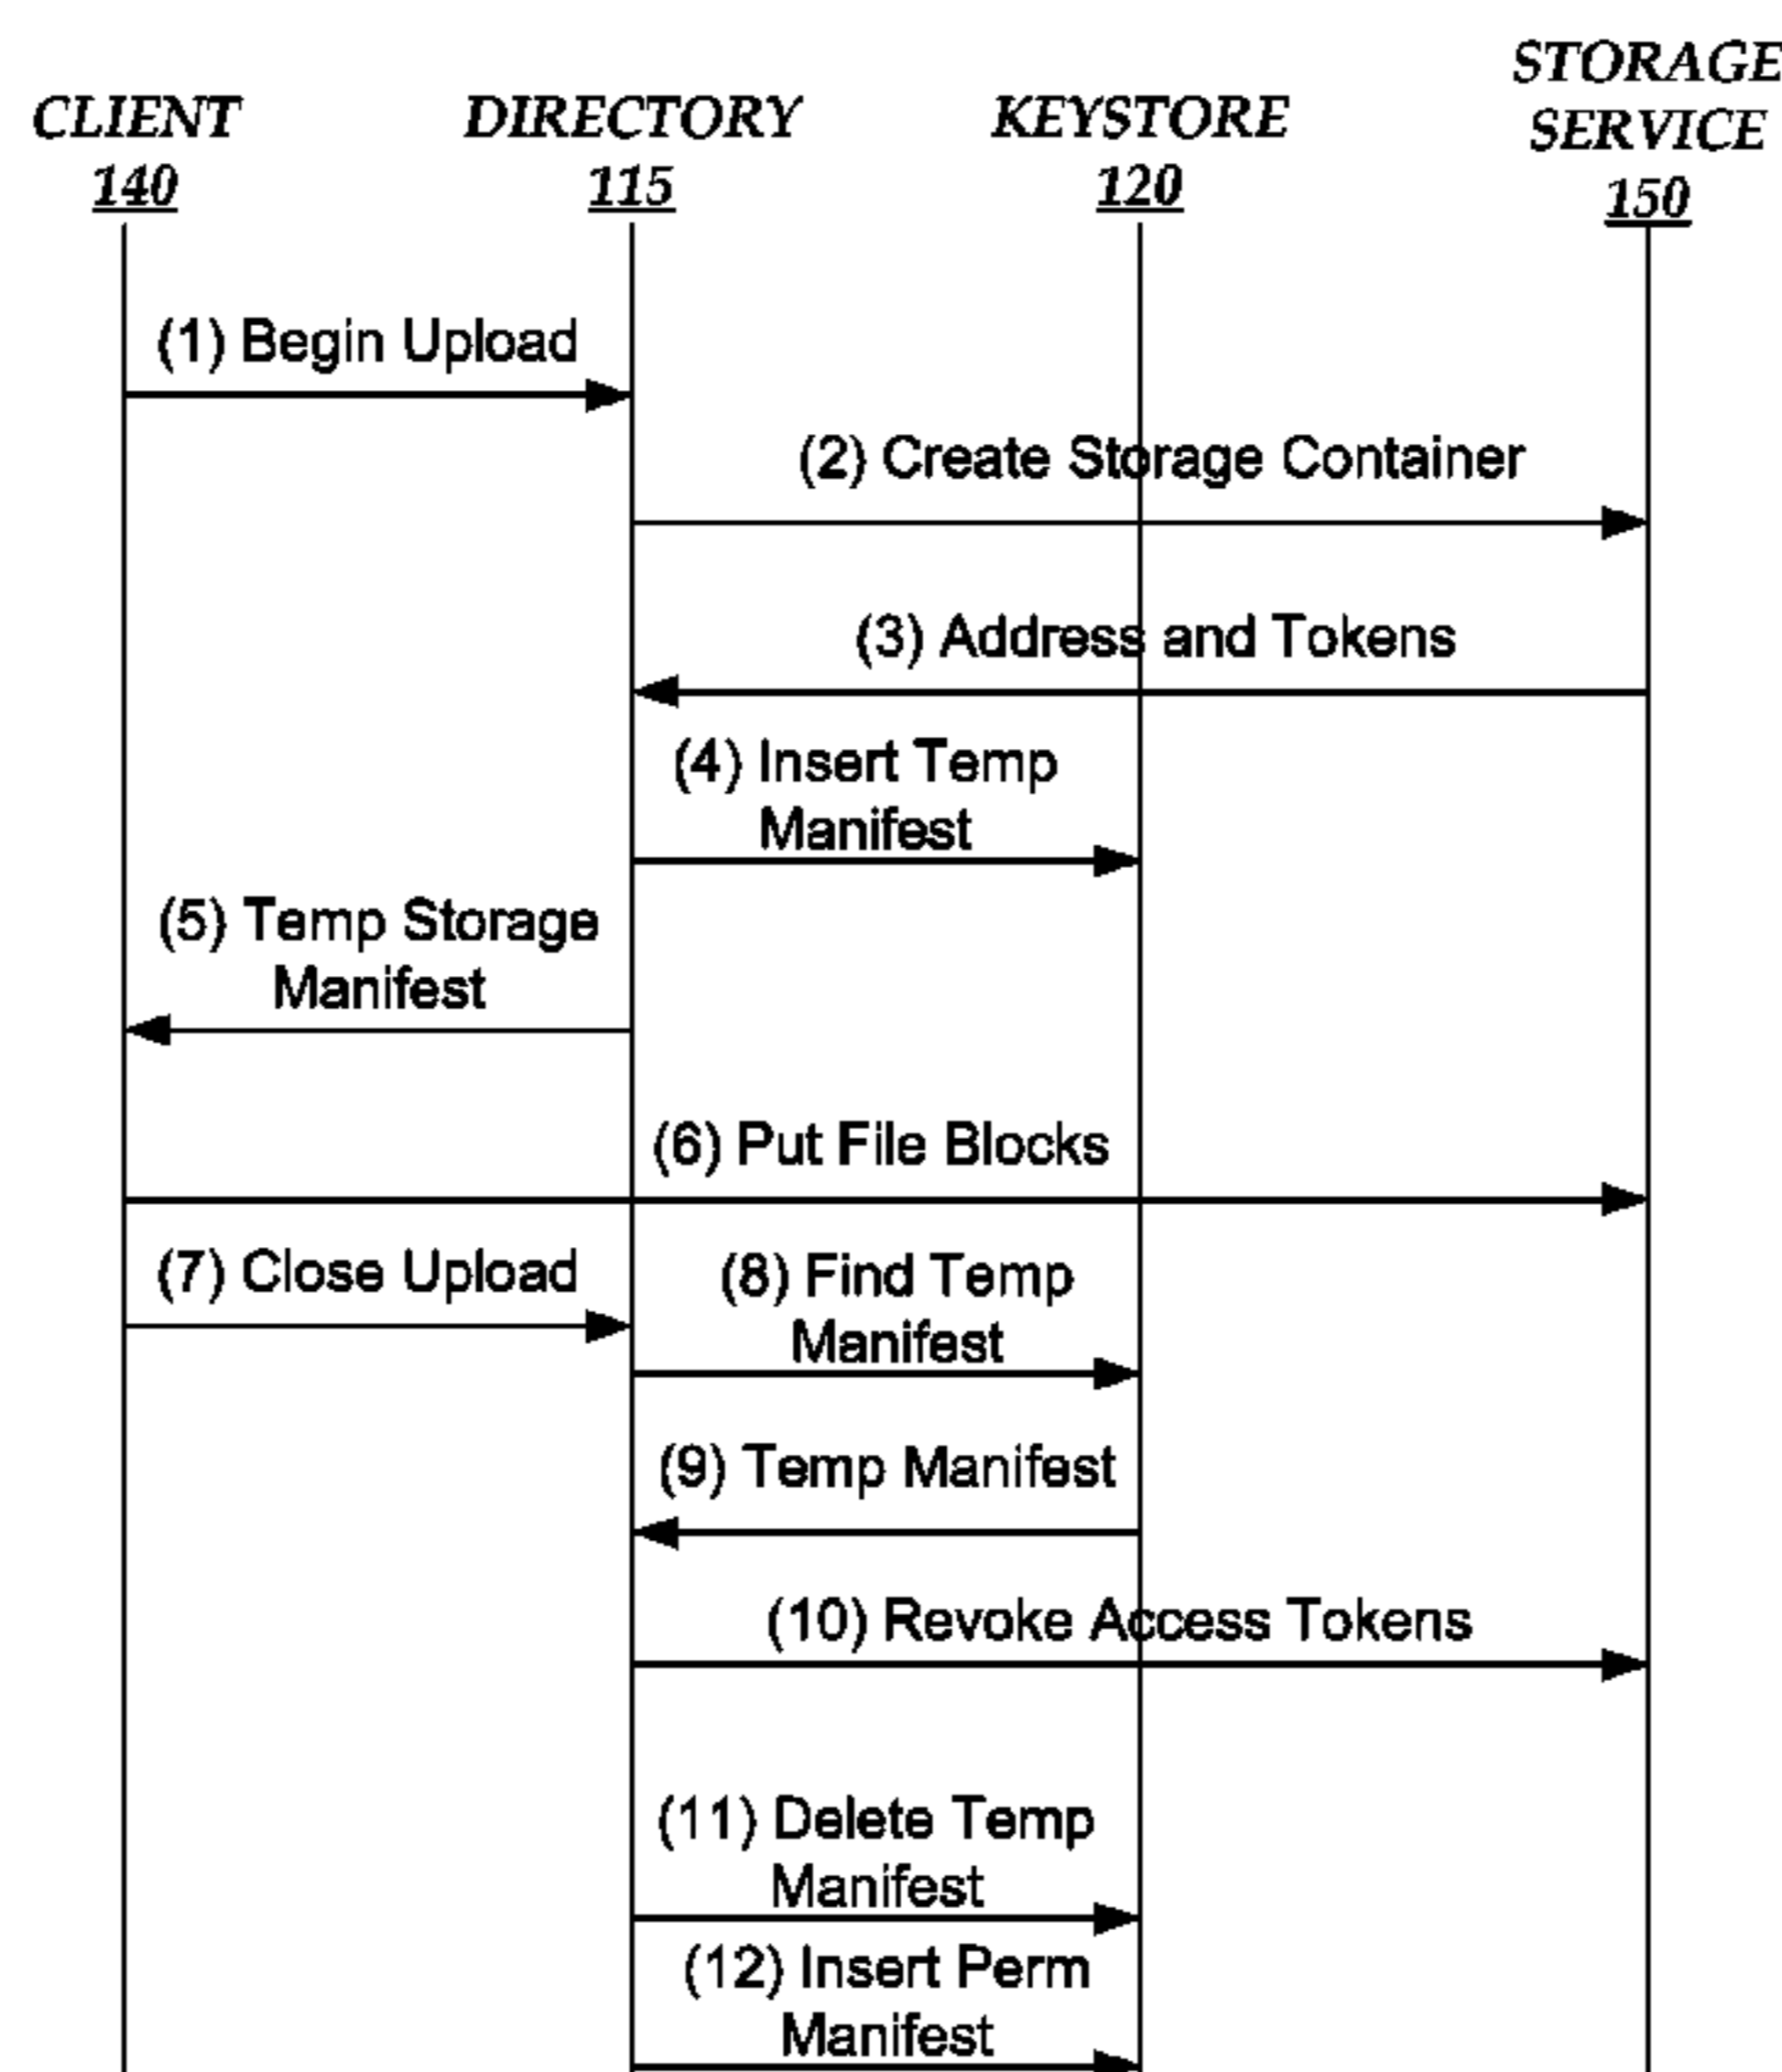 STORAGE
SERVICE
CLIENT
DIRECTORY
KEYSTORE
140
115
120
150
(1) Begin Upload
(2) Create Storage Container
(3) Address and Tokens
(4) Insert Temp
Manifest
(5) Temp Storage
Manifest
(6) Put File Blocks
(7) Close Upload
(8) Find Temp
Manifest
(9) Temp Manifest
(10) Revoke Access Tokens
(11) Delete Temp
Manifest
(12) Insert Perm
Manifest